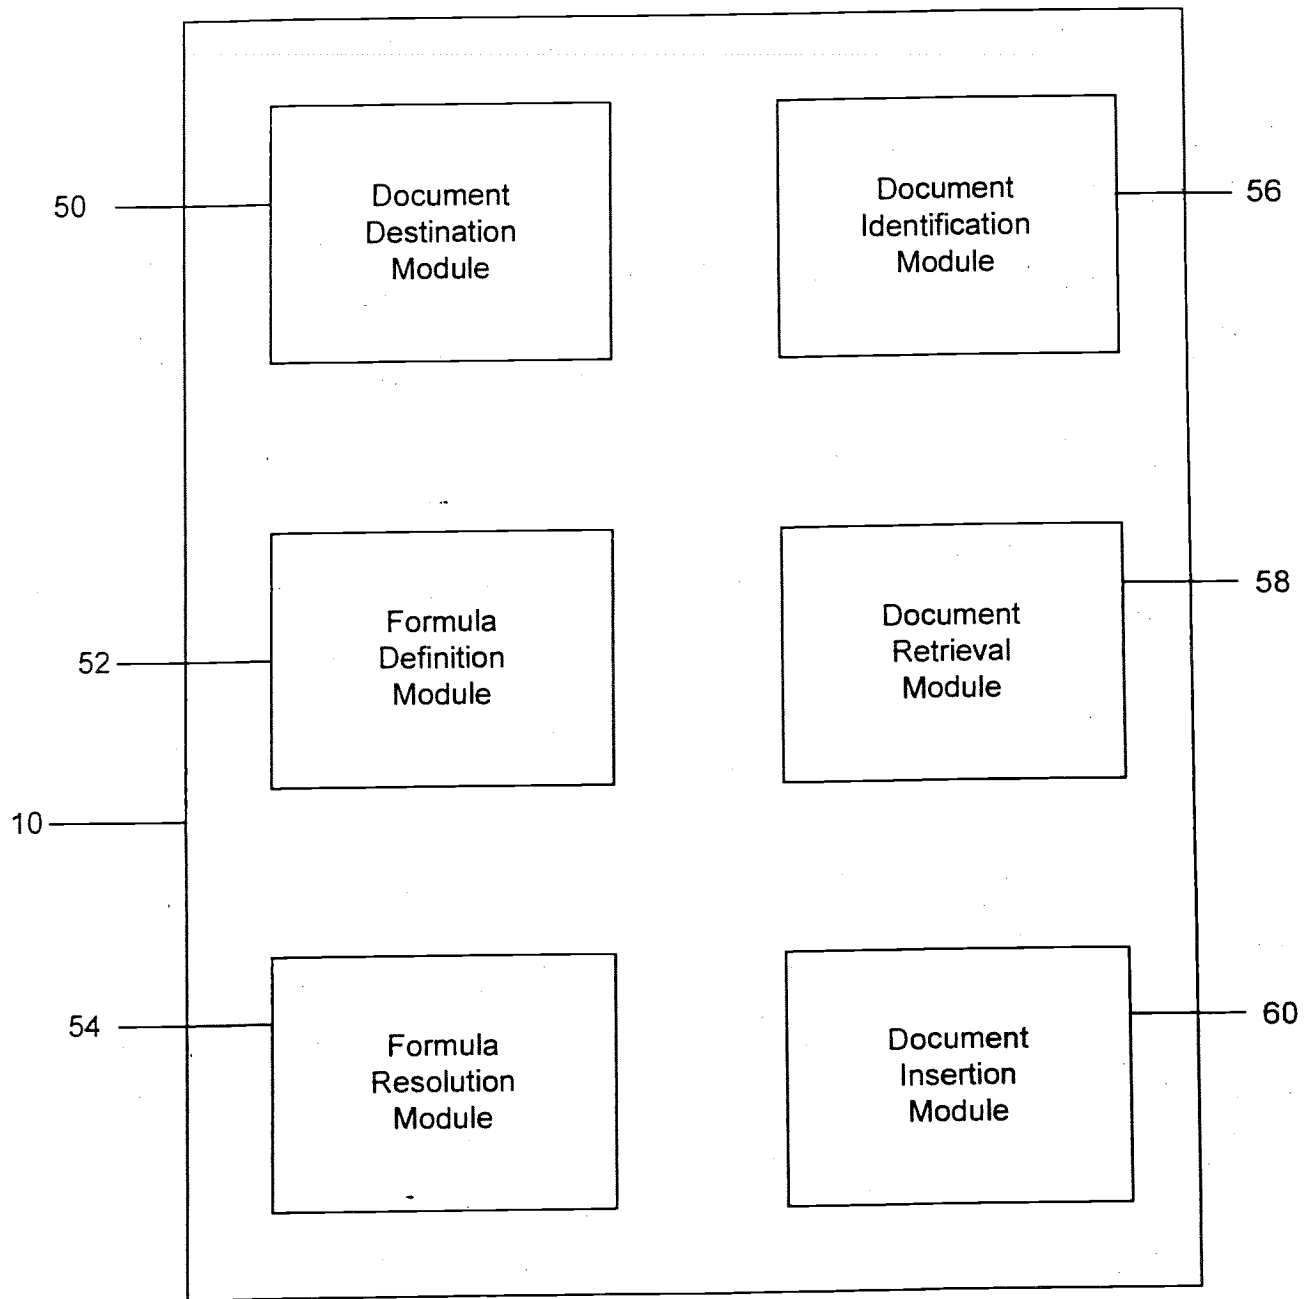 50
Document
Destination
Module
Document
Identification
Module
56
52
Formula
Definition
Module
Document
Retrieval
Module
58
10
54
Formula
Resolution
Module
Document
Insertion
Module
60